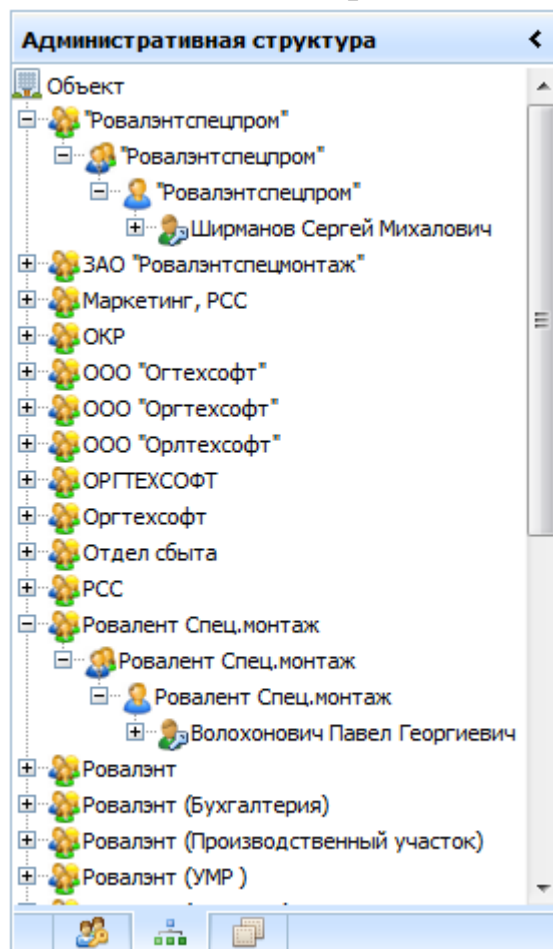 Административная структура
Объект
"Ровалэнтспецпром"
"Ровалэнтспецпром"
"Ровалэнтспецпром"
Ширманов Сергей Михалович
ЗАО "Ровалэнтспецмонтаж"
Маркетинг, РСС
ОКР
ООО "Огтехсофт"
ООО "Оргтехсофт"
ООО "Орлтехсофт"
ОРГТЕХСОФТ
Оргтехсофт
Отдел сбыта
РСС
Ровалент Спец.монтаж
Ровалент Спец.монтаж
Ровалент Спец.монтаж
Волохонович Павел Георгиевич
Ровалэнт
Ровалэнт (Бухгалтерия)
Ровалэнт (Производственный участок)
Ровалэнт (УМР )